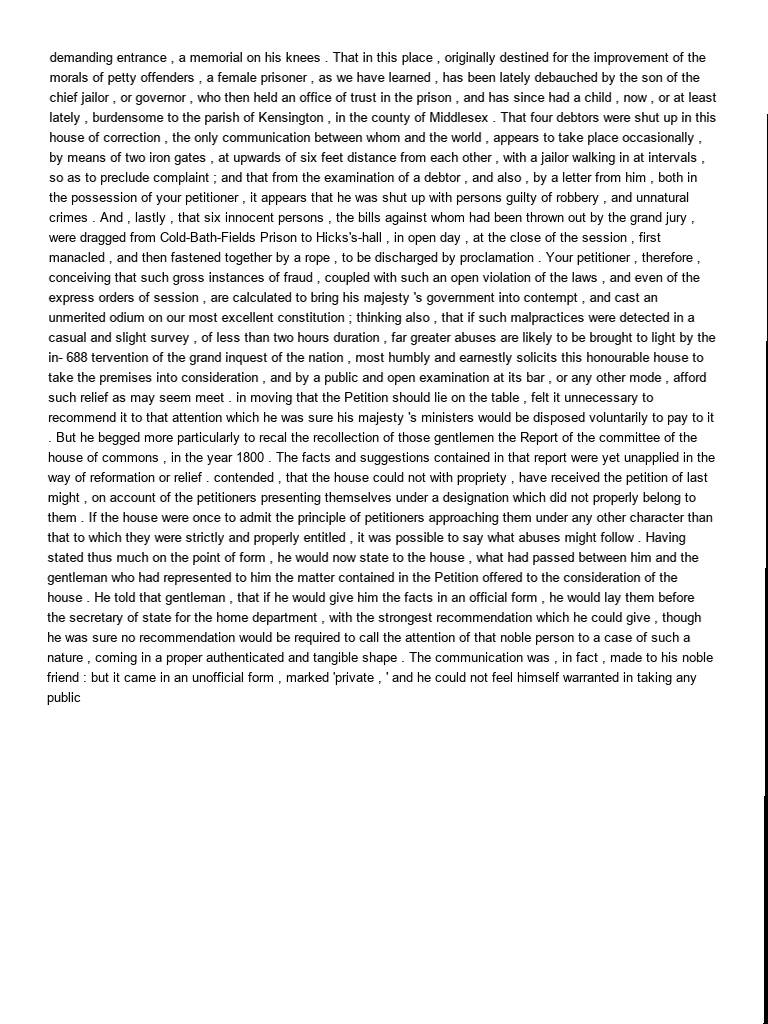 demanding entrance , a memorial on his knees . That in this place , originally destined for the improvement of the
morals of petty offenders , a female prisoner , as we have learned , has been lately debauched by the son of the
chief jailor , or governor , who then held an office of trust in the prison , and has since had a child , now , or at least
lately , burdensome to the parish of Kensington , in the county of Middlesex . That four debtors were shut up in this
house of correction , the only communication between whom and the world , appears to take place occasionally ,
by means of two iron gates , at upwards of six feet distance from each other , with a jailor walking in at intervals ,
so as to preclude complaint ; and that from the examination of a debtor , and also , by a letter from him , both in
the possession of your petitioner , it appears that he was shut up with persons guilty of robbery , and unnatural
crimes . And , lastly , that six innocent persons , the bills against whom had been thrown out by the grand jury ,
were dragged from Cold-Bath-Fields Prison to Hicks's-hall , in open day , at the close of the session , first
manacled , and then fastened together by a rope , to be discharged by proclamation . Your petitioner , therefore ,
conceiving that such gross instances of fraud , coupled with such an open violation of the laws , and even of the
express orders of session , are calculated to bring his majesty 's government into contempt , and cast an
unmerited odium on our most excellent constitution ; thinking also , that if such malpractices were detected in a
casual and slight survey , of less than two hours duration , far greater abuses are likely to be brought to light by the
in- 688 tervention of the grand inquest of the nation , most humbly and earnestly solicits this honourable house to
take the premises into consideration , and by a public and open examination at its bar , or any other mode , afford
such relief as may seem meet . in moving that the Petition should lie on the table , felt it unnecessary to
recommend it to that attention which he was sure his majesty 's ministers would be disposed voluntarily to pay to it
. But he begged more particularly to recal the recollection of those gentlemen the Report of the committee of the
house of commons , in the year 1800 . The facts and suggestions contained in that report were yet unapplied in the
way of reformation or relief . contended , that the house could not with propriety , have received the petition of last
might , on account of the petitioners presenting themselves under a designation which did not properly belong to
them . If the house were once to admit the principle of petitioners approaching them under any other character than
that to which they were strictly and properly entitled , it was possible to say what abuses might follow . Having
stated thus much on the point of form , he would now state to the house , what had passed between him and the
gentleman who had represented to him the matter contained in the Petition offered to the consideration of the
house . He told that gentleman , that if he would give him the facts in an official form , he would lay them before
the secretary of state for the home department , with the strongest recommendation which he could give , though
he was sure no recommendation would be required to call the attention of that noble person to a case of such a
nature , coming in a proper authenticated and tangible shape . The communication was , in fact , made to his noble
friend : but it came in an unofficial form , marked 'private , ' and he could not feel himself warranted in taking any
public